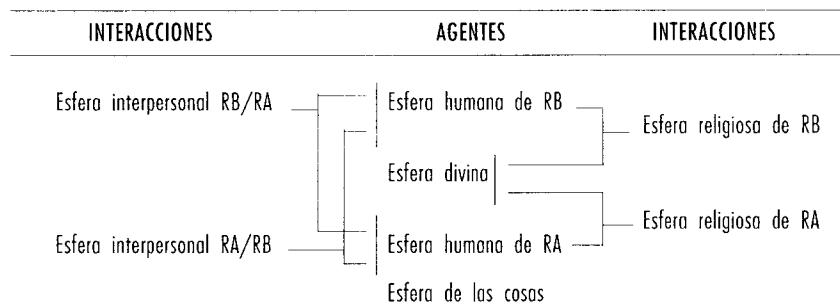 INTERACCIONES AGENTES INTERACCIONES
Esfera interpersonal RB/RA Esfera humana de RB
Esfera religiosa de RB
Esfera divina
Esfera religiosa de RA
Esfera interpersonal RA/RB Esfera humana de RA
Esfera de las cosas